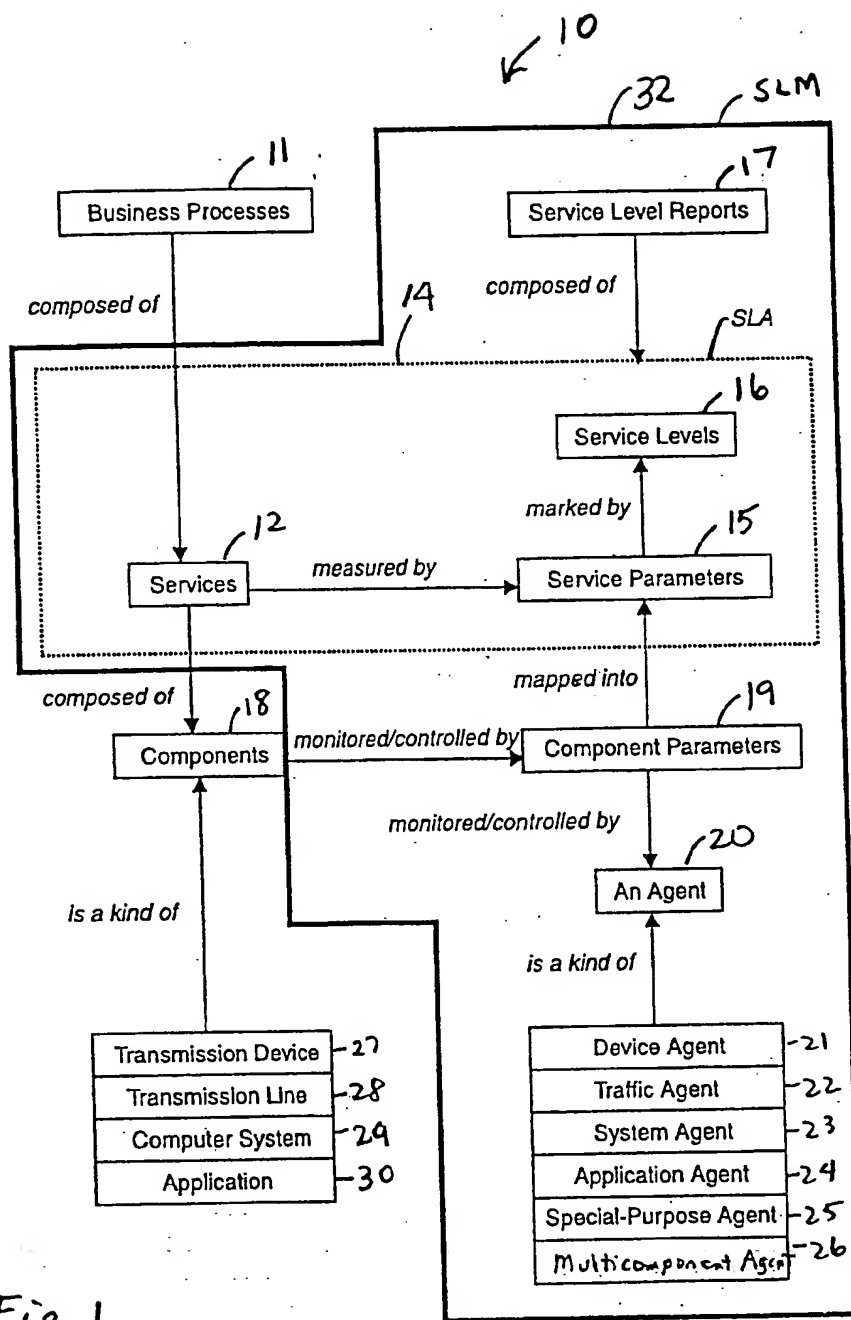 10
32
SLM
11
17
Business Processes
Service Level Reports
composed of
composed of
14
SLA
16
Service Levels
marked by
12
15
Services
measured by
Service Parameters
composed of
mapped into
18
19
Components
monitored/controlled by
Component Parameters
monitored/controlled by
20
An Agent
is a kind of
is a kind of
Transmission Device
27
Transmission Line
28
Computer System
29
Application
30
Device Agent
21
Traffic Agent
22
System Agent
23
Application Agent
24
Special-Purpose Agent
25
Multicomponent Agent
26
Fig. 1